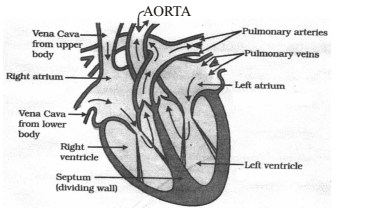 AORTA
Vena Cava
from upper
body
Pulmonary arteries
Pulmonary veins
Right atrium
Left atrium
Vena Cava
from lower
body
Right
ventricle
Left ventricle
Septum
(dividing wall)